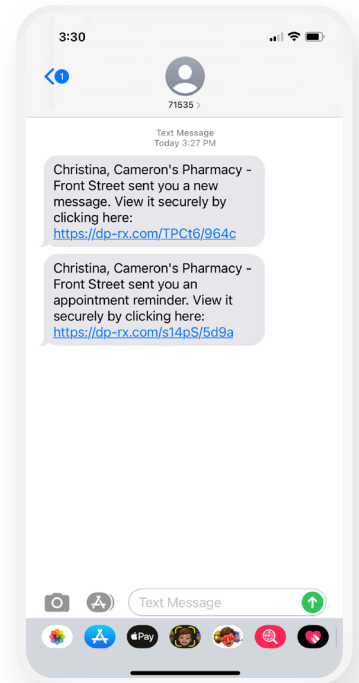 3:30
1
71535 >
Text Message
Today 3:27 PM
Christina, Cameron's Pharmacy -
Front Street sent you a new
message. View it securely by
clicking here:
https://dp-rx.com/TPCt6/964c
Christina, Cameron's Pharmacy -
Front Street sent you an
appointment reminder. View it
securely by clicking here:
https://dp-rx.com/s14pS/5d9a
Text Message
Pay